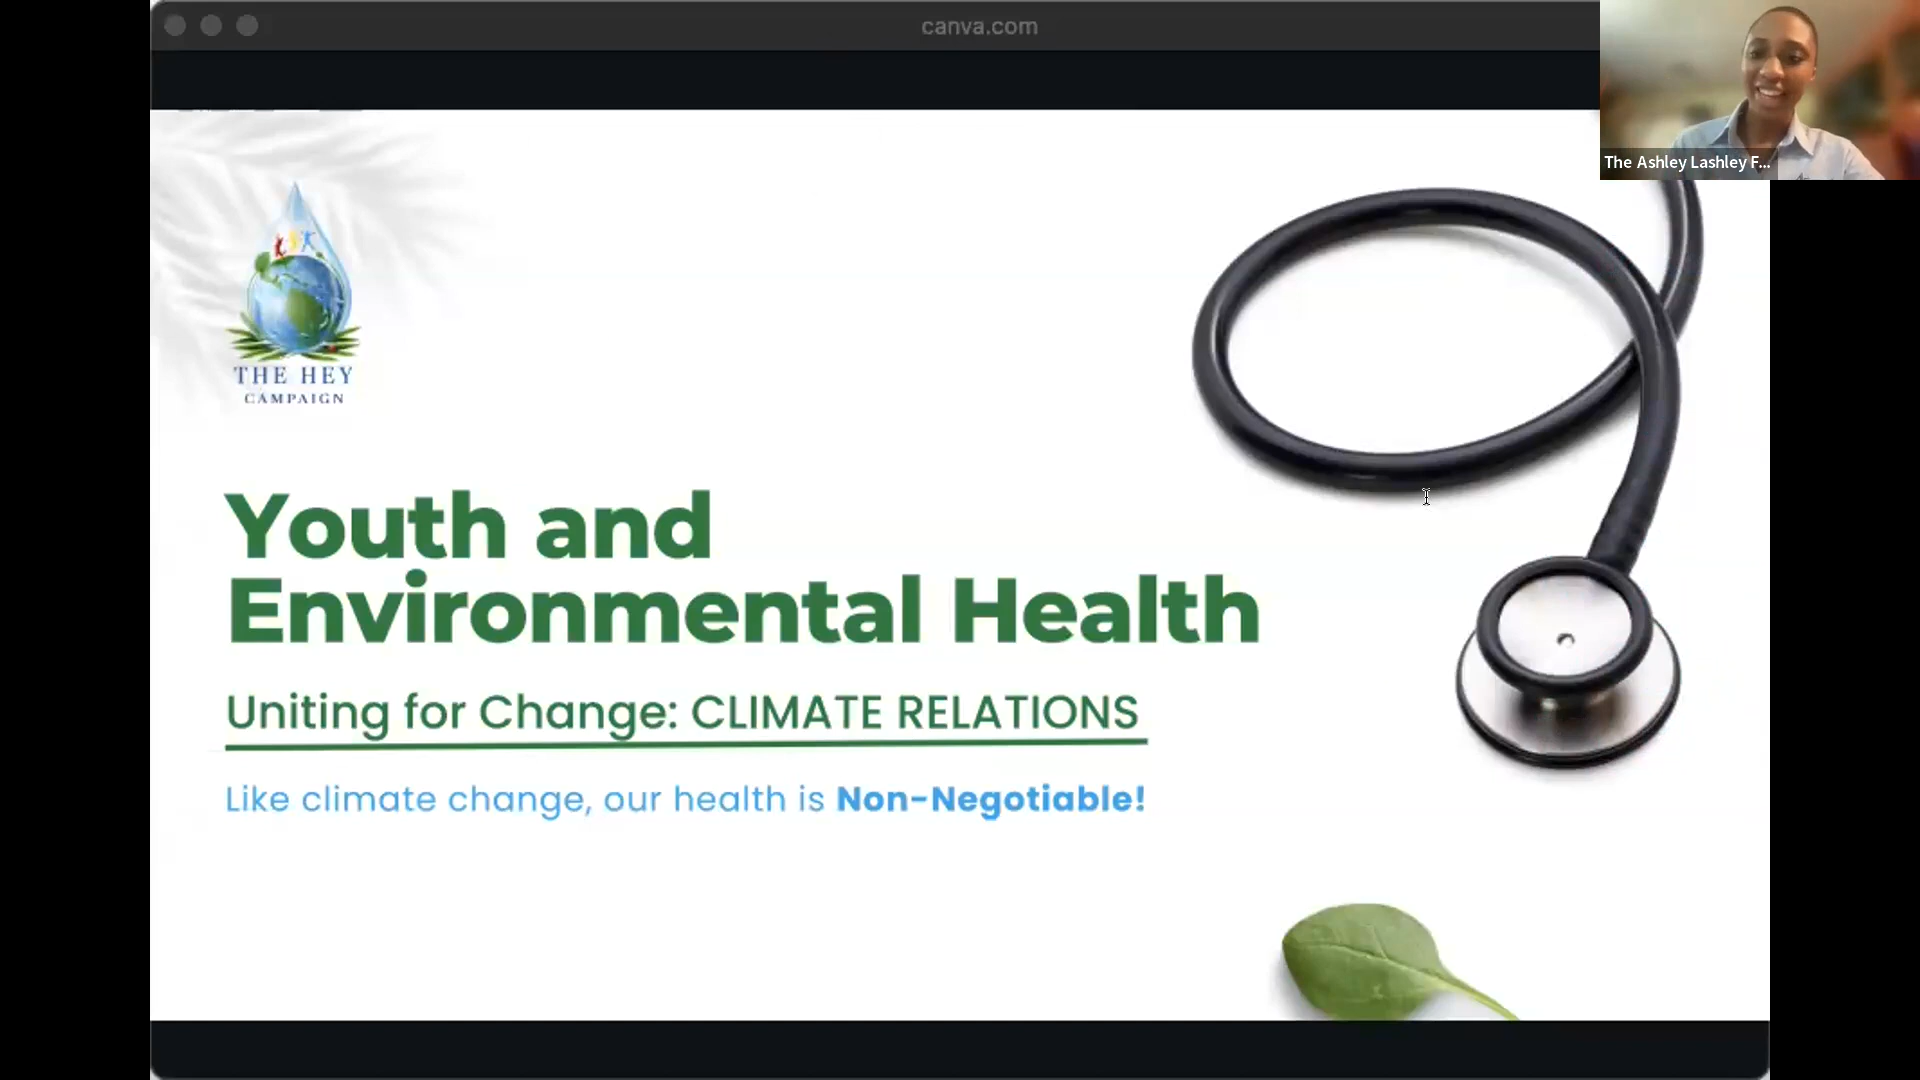 canva.com
The Ashley Lashley F...
THE HEY
CAMPAIGN
Youth and
Environmental Health
Uniting for Change: CLIMATE RELATIONS
Like climate change, our health is Non-Negotiable!